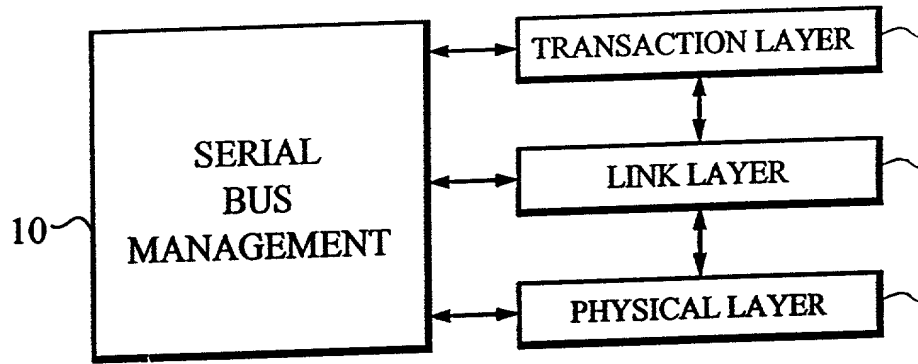 SERIAL
BUS
MANAGEMENT
10
TRANSACTION LAYER
LINK LAYER
PHYSICAL LAYER